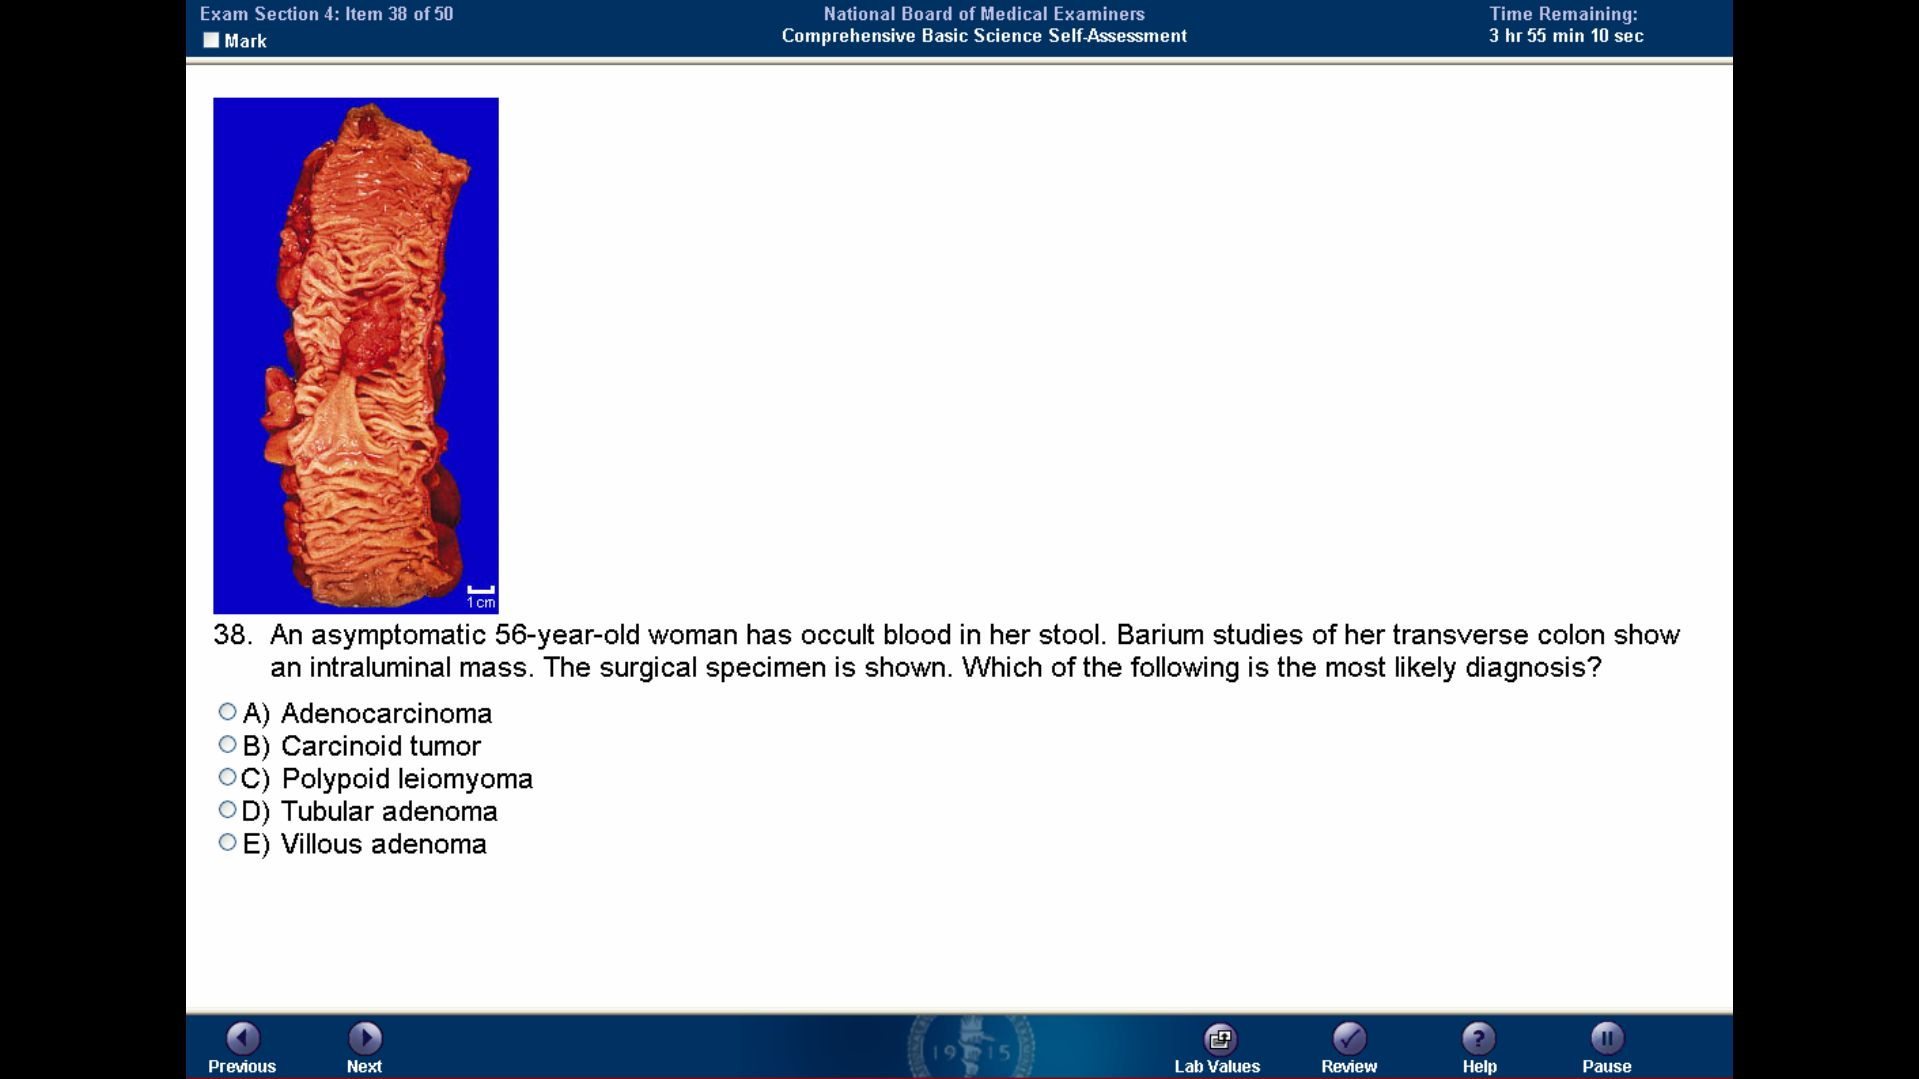 Exam Section 4: Item 38 of 50
National Board of Medical Examiners
Time Remaining:
Mark
Comprehensive Basic Science Self-Assessment
3 hr 55 min 10 sec
1 cm
38. An asymptomatic 56-year-old woman has occult blood in her stool. Barium studies of her transverse colon show
an intraluminal mass. The surgical specimen is shown. Which of the following is the most likely diagnosis?
A) Adenocarcinoma
B) Carcinoid tumor
C) Polypoid leiomyoma
D) Tubular adenoma
E) Villous adenoma
1915
Previous
Next
Lab Values
Review
Help
Pause